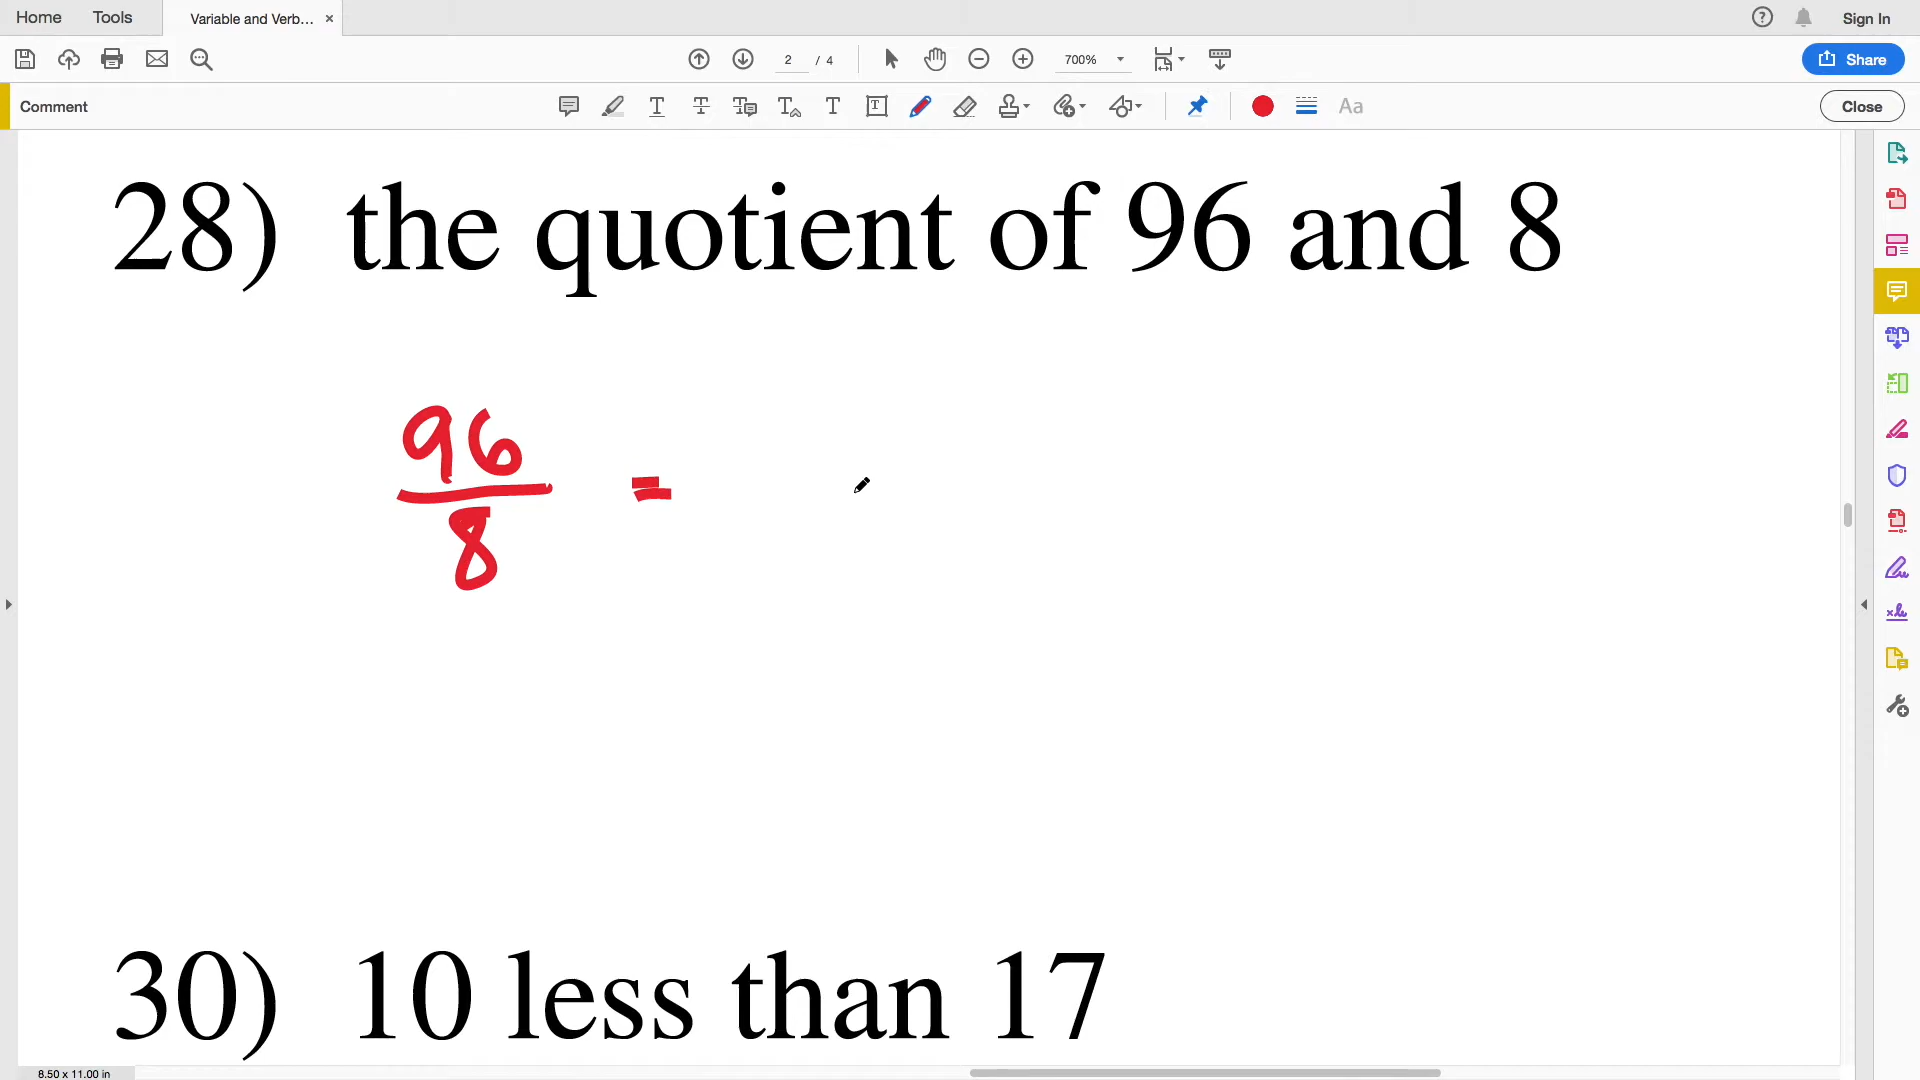 Home Tools Variable and Verb... × Sign In
2 / 4 700% Share
Comment Aa Close
28) the quotient of 96 and 8
96
8 =
30) 10 less than 17
8.50 x 11.00 in